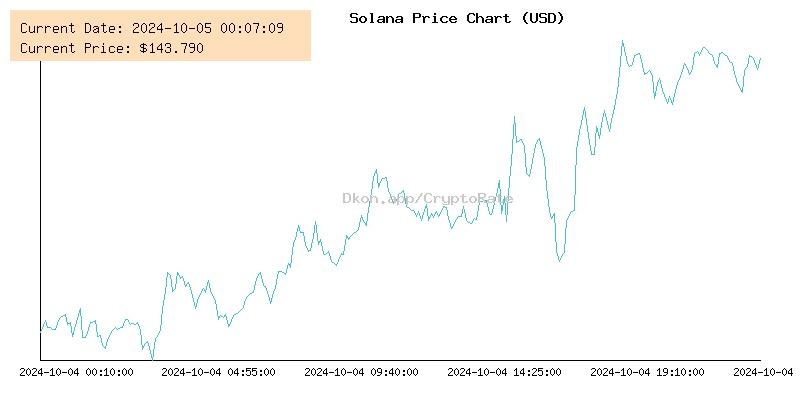 Solana Price Chart (USD)
Current Date: 2024-10-05 00:07:09
Current Price: $143.790
Dkon.app/CryptoRate
2024-10-04 00:10:00 2024-10-04 04:55:00 2024-10-04 09:40:00 2024-10-04 14:25:00 2024-10-04 19:10:00 2024-10-04